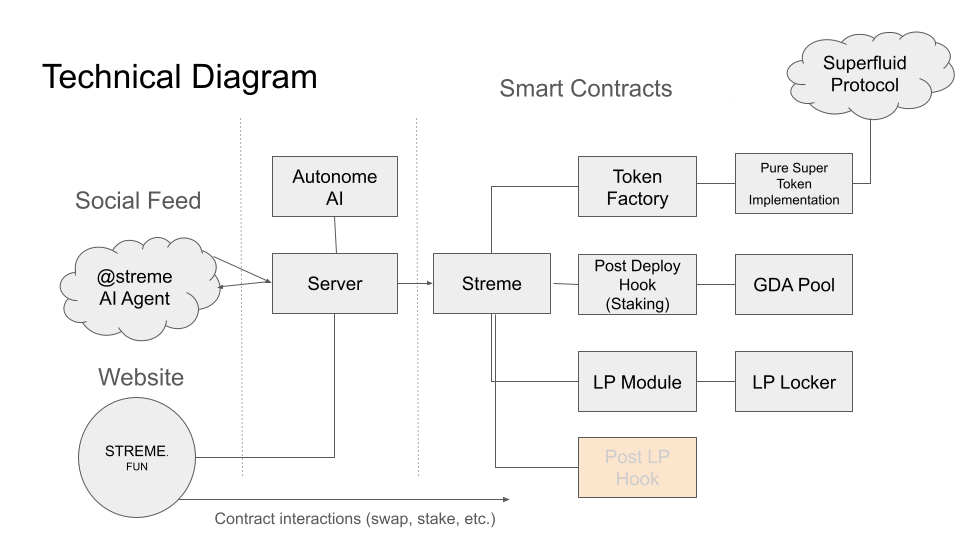 Technical Diagram
Smart Contracts
Superfluid
Protocol
Social Feed
Autonome
AI
Token
Factory
Pure Super
Token
Implementation
@streme
AI Agent
Server
Streme
Post Deploy
Hook
(Staking)
GDA Pool
Website
LP Module
LP Locker
STREME.
FUN
Post LP
Hook
Contract interactions (swap, stake, etc.)